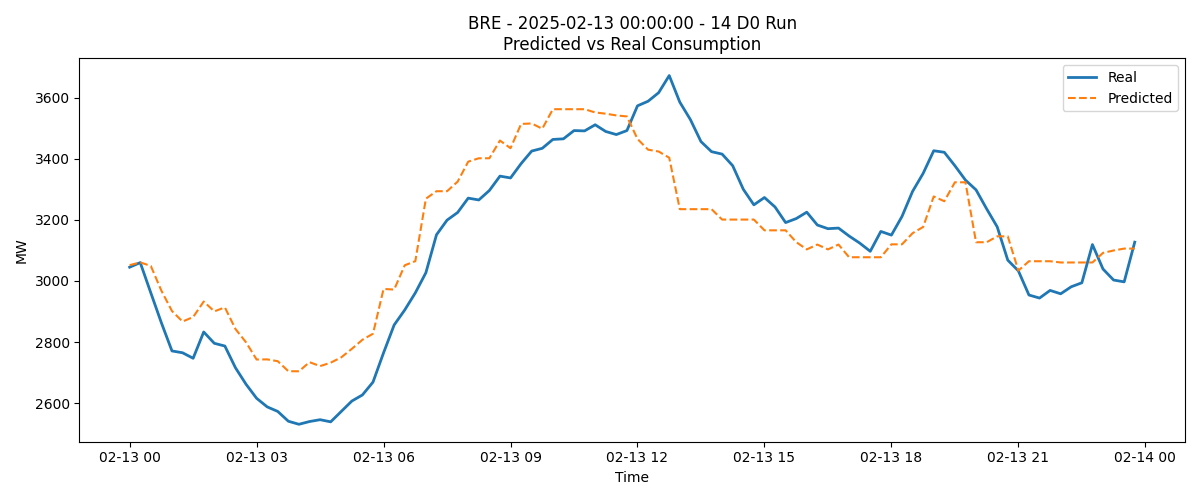 BRE - 2025-02-13 00:00:00 - 14 D0 Run
Predicted vs Real Consumption
Real
Predicted
MW
3600
3400
3200
3000
2800
2600
02-13 00
02-13 03
02-13 06
02-13 09
02-13 12
02-13 15
02-13 18
02-13 21
02-14 00
Time